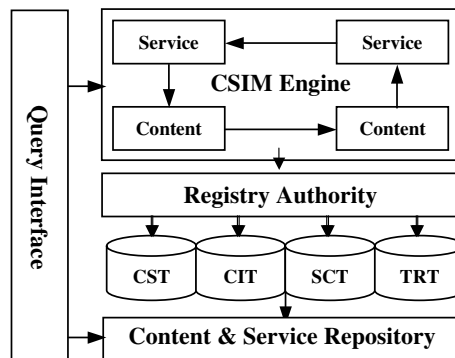 Query Interface
Service
Service
CSIM Engine
Content
Content
Registry Authority
CST
CIT
SCT
TRT
Content & Service Repository